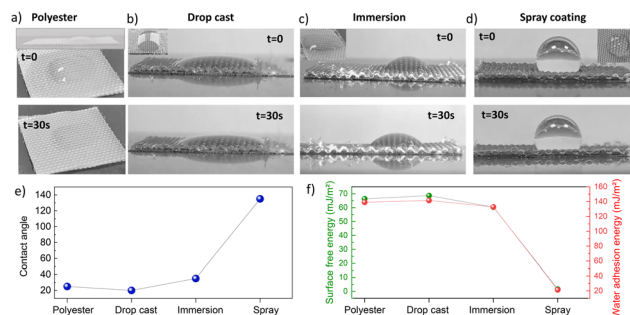 a) Polyester
b) Drop cast
c) Immersion
d) Spray coating
t=0
t=0
t=0
t=0
t=30s
t=30s
t=30s
t=30s
e)
Contact angle
140
120
100
80
60
40
20
Polyester
Drop cast
Immersion
Spray
f)
Surface free energy (mJ/m²)
70
60
50
40
30
20
10
0
Polyester
Drop cast
Immersion
Spray
160
140
120
100
80
60
40
20
Water adhesion energy (mJ/m²)